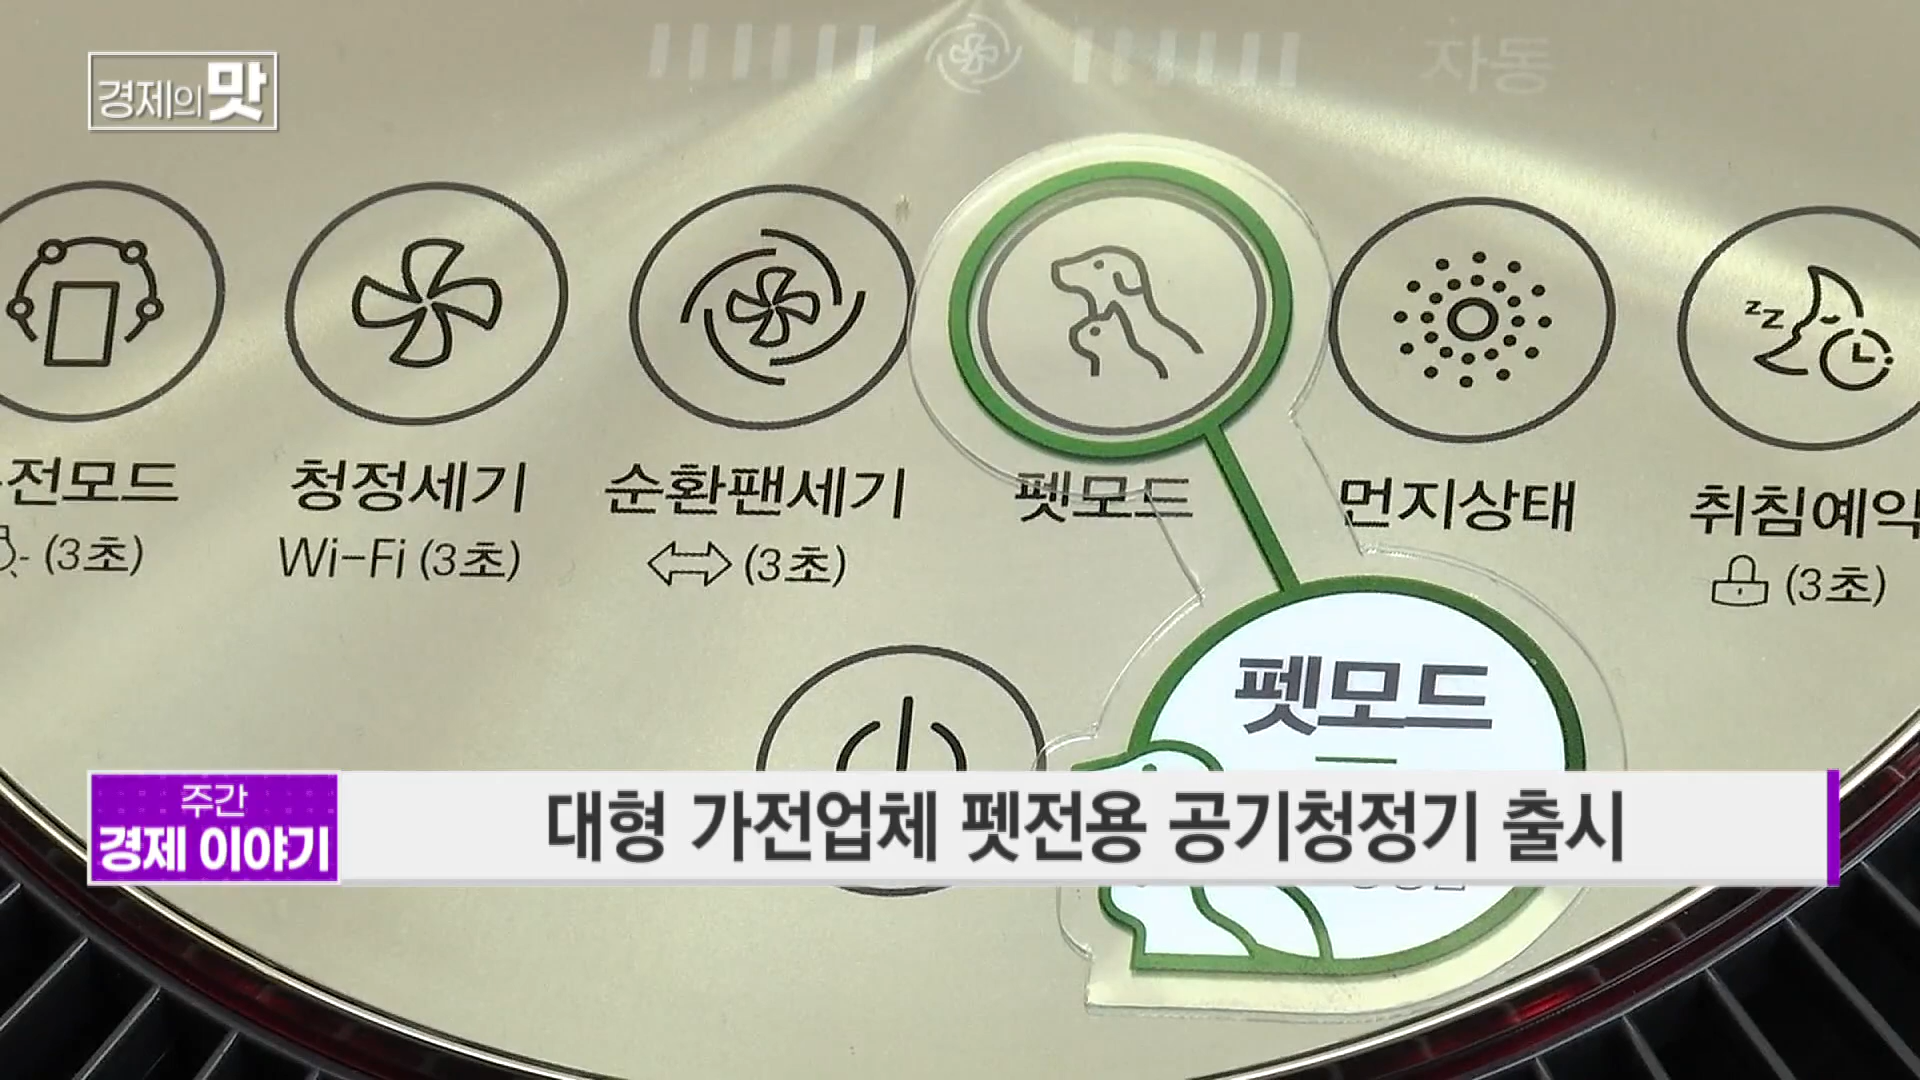 경제의 맛
자동
전모드
(3초)
청정세기
Wi-Fi (3초)
순환팬세기
(3초)
펫모드
먼지상태
zzz
취침예약
(3초)
펫모드
주간
경제 이야기
대형 가전업체 펫전용 공기청정기 출시